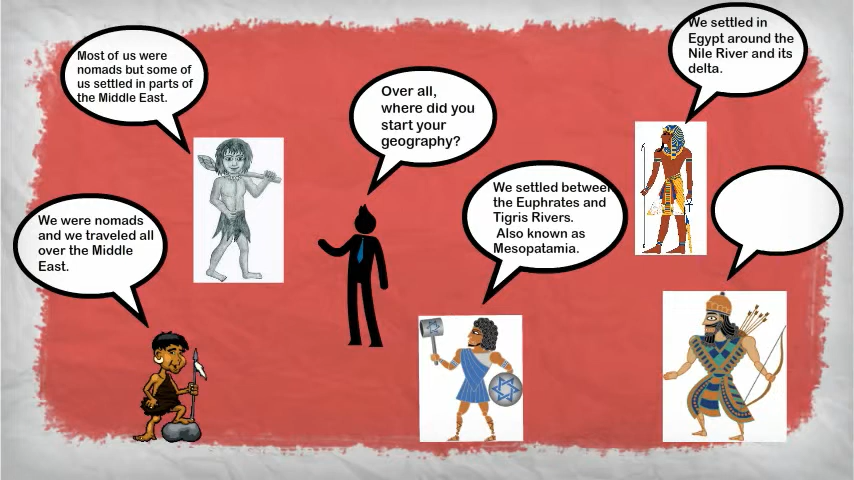 Most of us were
nomads but some of
us settled in parts of
the Middle East.
Over all,
where did you
start your
geography?
We settled in
Egypt around the
Nile River and its
delta.
We were nomads
and we traveled all
over the Middle
East.
We settled between
the Euphrates and
Tigris Rivers.
Also known as
Mesopatamia.